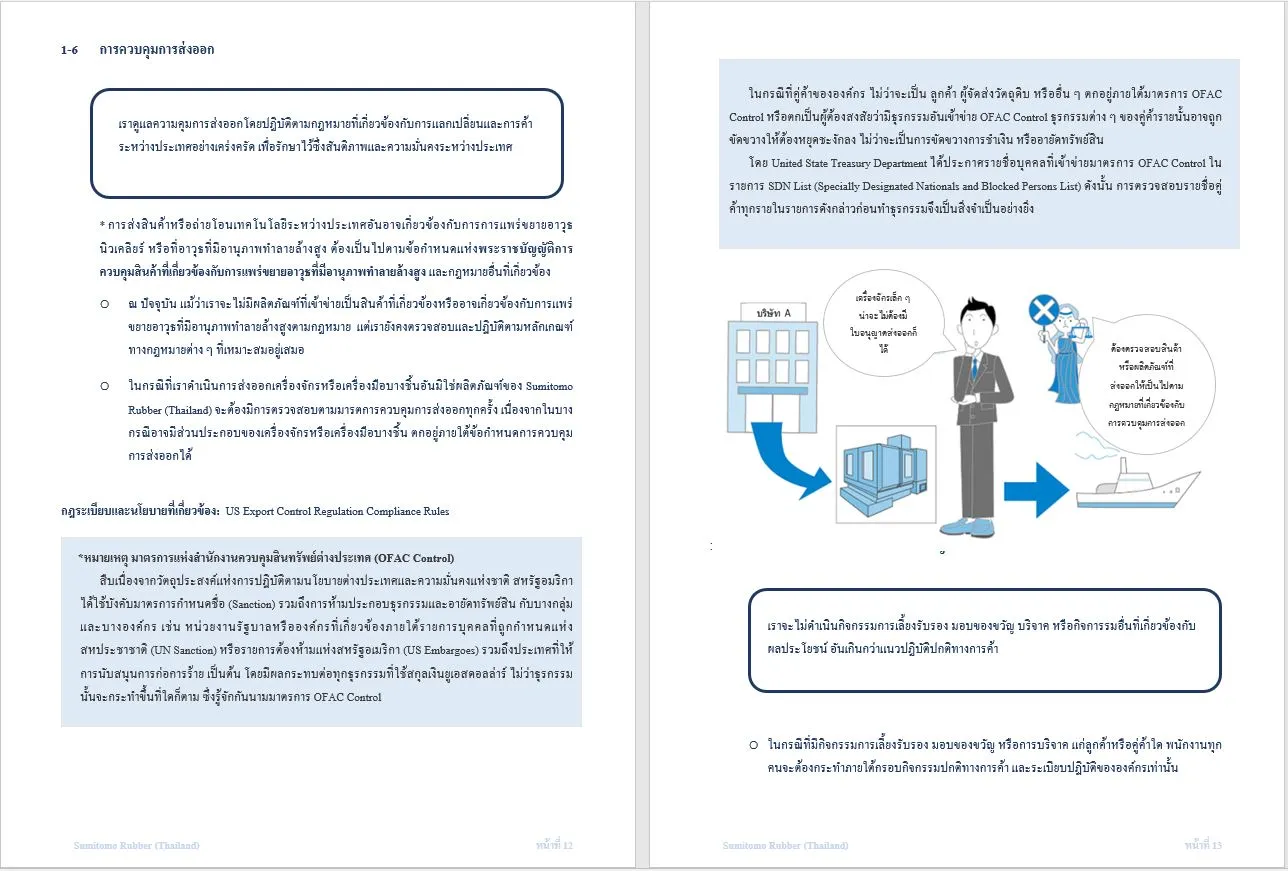 1-6 การควบคุมการส่งออก
เราดูแลความคุมการส่งออกโดยปฏิบัติตามกฎหมายที่เกี่ยวข้องกับการแลกเปลี่ยนและการค้า
ระหว่างประเทศอย่างเคร่งครัด เพื่อรักษาไว้ซึ่งสันติภาพและความมั่นคงระหว่างประเทศ
* การส่งสินค้าหรือถ่ายโอนเทคโนโลยีระหว่างประเทศอันอาจเกี่ยวข้องกับการการแพร่ขยายอาวุธ
นิวเคลียร์ หรือที่อาวุธที่มีอานุภาพทำลายล้างสูง ต้องเป็นไปตามข้อกำหนดแห่งพระราชบัญญัติการ
ควบคุมสินค้าที่เกี่ยวข้องกับการแพร่ขยายอาวุธที่มีอานุภาพทำลายล้างสูง และกฎหมายอื่นที่เกี่ยวข้อง
○ ณ ปัจจุบัน แม้ว่าเราจะไม่มีผลิตภัณฑ์ที่เข้าข่ายเป็นสินค้าที่เกี่ยวข้องหรืออาจเกี่ยวข้องกับการแพร่
ขยายอาวุธที่มีอานุภาพทำลายล้างสูงตามกฎหมาย แต่เรายังคงตรวจสอบและปฏิบัติตามหลักเกณฑ์
ทางกฎหมายต่าง ๆ ที่เหมาะสมอยู่เสมอ
○ ในกรณีที่เราดำเนินการส่งออกเครื่องจักรหรือเครื่องมือบางชิ้นอันมิใช่ผลิตภัณฑ์ของ Sumitomo
Rubber (Thailand) จะต้องมีการตรวจสอบตามมารตการควบคุมการส่งออกทุกครั้ง เนื่องจากในบาง
กรณีอาจมีส่วนประกอบของเครื่องจักรหรือเครื่องมือบางชิ้น ตกอยู่ภายใต้ข้อกำหนดการควบคุม
การส่งออกได้
กฎระเบียบและนโยบายที่กี่ยวข้อง: US Export Control Regulation Compliance Rules
*หมายเหตุ มาตรการแห่งสำนักงานควบคุมสินทรัพย์ต่างประเทศ (OFAC Control)
สืบเนื่องจากวัตถุประสงค์แห่งการปฏิบัติตามนโยบายต่างประเทศและความมั่นคงแห่งชาติ สหรัฐอมริกา
ได้ใช้บังคับมาตรการกำหนดชื่อ (Sanction) รวมถึงการห้ามประกอบธุรกรรมและอายัดทรัพย์สิน กับบางกลุ่ม
และบางองค์กร เช่น หน่วยงานรัฐบาลหรือองค์กรที่เกี่ยวข้องภายใต้รายการบุคคลที่ถูกกำหนดแห่ง
สหประชาชาติ (UN Sanction) หรือรายการต้องห้ามแห่งสหรัฐอเมริกา (US Embargoes) รวมถึงประเทศที่ให้
การนับสนุนการก่อการร้าย เป็นต้น โดยมีผลกระทบต่อทุกธุรกรรมที่ใช้สกุลเงินยูเอสดอลล่าร์ ไม่ว่าธุรกรรม
นั้นจะกระทำขึ้นที่ใดก็ตาม ซึ่งรู้จักกันนามมาตรการ OFAC Control
Sumitomo Rubber (Thailand) หน้าที่ 12
ในกรณีที่คู่ค้าขององค์กร ไม่ว่าจะเป็น ลูกค้า ผู้จัดส่งวัตถุดิบ หรืออื่น ๆ ตกอยู่ภายใต้มาตรการ OFAC
Control หรือตกเป็นผู้ต้องสงสัยว่ามีธุรกรรมอันเข้าข่าย OFAC Control ธุรกรรมต่าง ๆ ของคู่ค้ารายนั้นอาจถูก
ขัดขวางให้ต้องหยุดชะงักลง ไม่ว่าจะเป็นการขัดขวางการชำเงิน หรืออายัดทรัพย์สิน
โดย United State Treasury Department ได้ประกาศรายชื่อบุคคลที่เข้าข่ายมาตรการ OFAC Control ใน
รายการ SDN List (Specially Designated Nationals and Blocked Persons List) ดังนั้น การตรวจสอบรายชื่อคู่
ค้าทุกรายในรายการดังกล่าวก่อนทำธุรกรรมจึงเป็นสิ่งจำเป็นอย่างยิ่ง
บริษัท A
เครื่องจักรเล็ก ๆ
น่าจะไม่ต้องมี
ใบอนุญาตส่งออกก็
ได้
ต้องตรวจสอบสินค้า
หรือผลิตภัณฑ์ที่
ส่งออกให้เป็นไปตาม
กฎหมายที่เกี่ยวข้องกับ
การควบคุมการส่งออก
:
เราจะไม่ดำเนินกิจกรรมการเลี้ยงรับรอง มอบของขวัญ บริจาค หรือกิจการรมอื่นที่เกี่ยวข้องกับ
ผลประโยชน์ อันเกินกว่าแนวปฎิบัติปกติทางการค้า
○ ในกรณีที่มีกิจกรรมการเลี้ยงรับรอง มอบของขวัญ หรือการบริจาค แก่ลูกค้าหรือคู่ค้าใด พนักงานทุก
คนจะต้องกระทำภายใต้กรอบกิจกรรมปกติทางการค้า และระเบียบปฏิบัติขององค์กรเท่านั้น
Sumitomo Rubber (Thailand) หน้าที่ 13